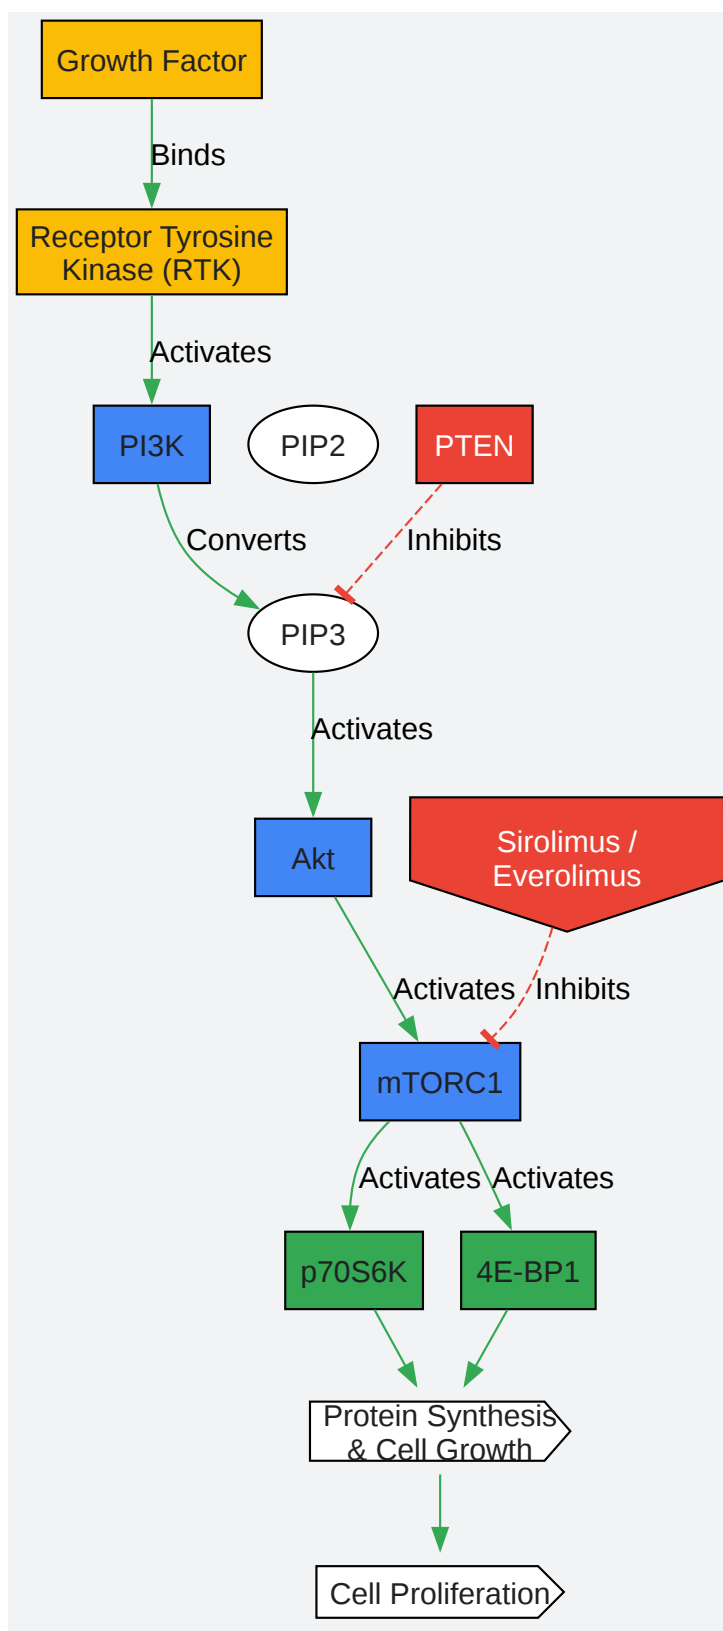 Growth Factor
Binds
Receptor Tyrosine
Kinase (RTK)
Activates
PI3K
PIP2
PTEN
Converts
Inhibits
PIP3
Activates
Akt
Sirolimus /
Everolimus
Activates
Inhibits
mTORC1
Activates
Activates
p70S6K
4E-BP1
Protein Synthesis
& Cell Growth
Cell Proliferation